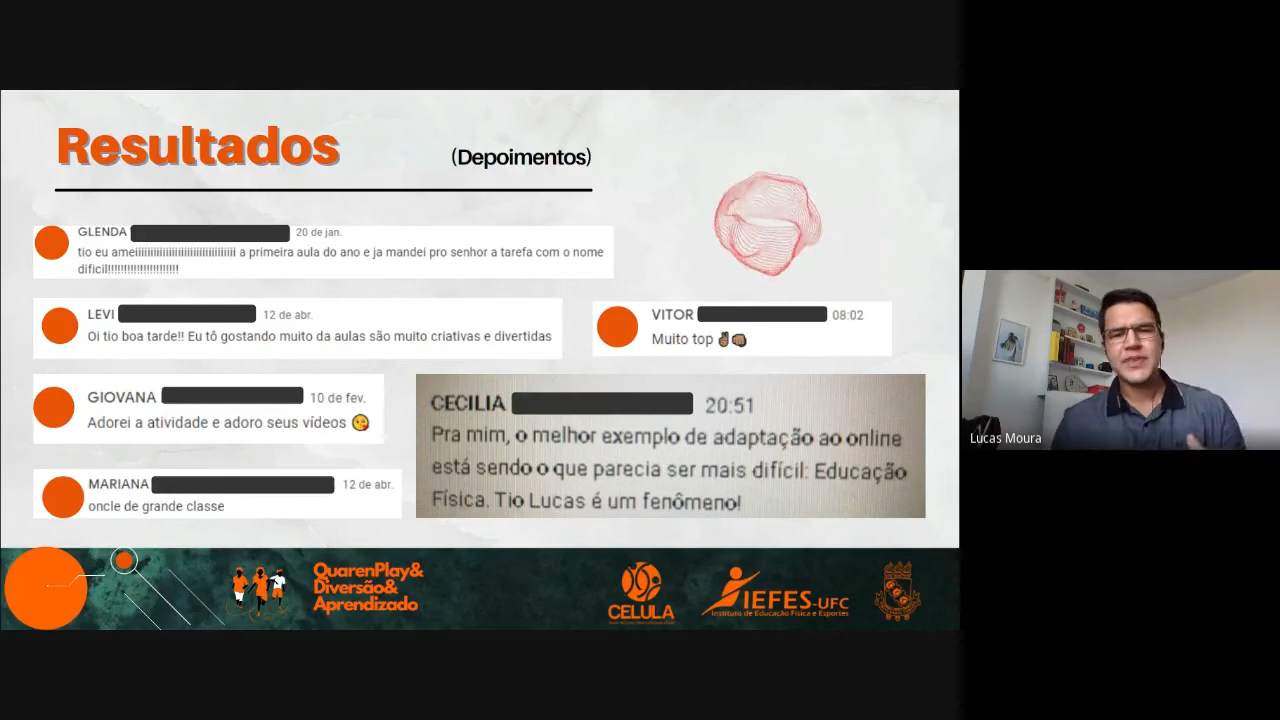 Resultados
(Depoimentos)
GLENDA 20 de jan.
tio eu ameiiiiiiiiiiiiiiiiiiiiiiiiiiiiiiiii a primeira aula do ano e ja mandei pro senhor a tarefa com o nome
dificil!!!!!!!!!!!!!!!!!!!!!!
LEVI 12 de abr.
Oi tio boa tarde!! Eu tô gostando muito da aulas são muito criativas e divertidas
VITOR 08:02
Muito top ✌🏽👊🏽
GIOVANA 10 de fev.
Adorei a atividade e adoro seus vídeos 😘
CECILIA 20:51
Pra mim, o melhor exemplo de adaptação ao online
está sendo o que parecia ser mais difícil: Educação
Física. Tio Lucas é um fenômeno!
MARIANA 12 de abr.
oncle de grande classe
Lucas Moura
QuarenPlay&
Diversão&
Aprendizado
CELULA
IEFES-UFC
Instituto de Educação Física e Esportes